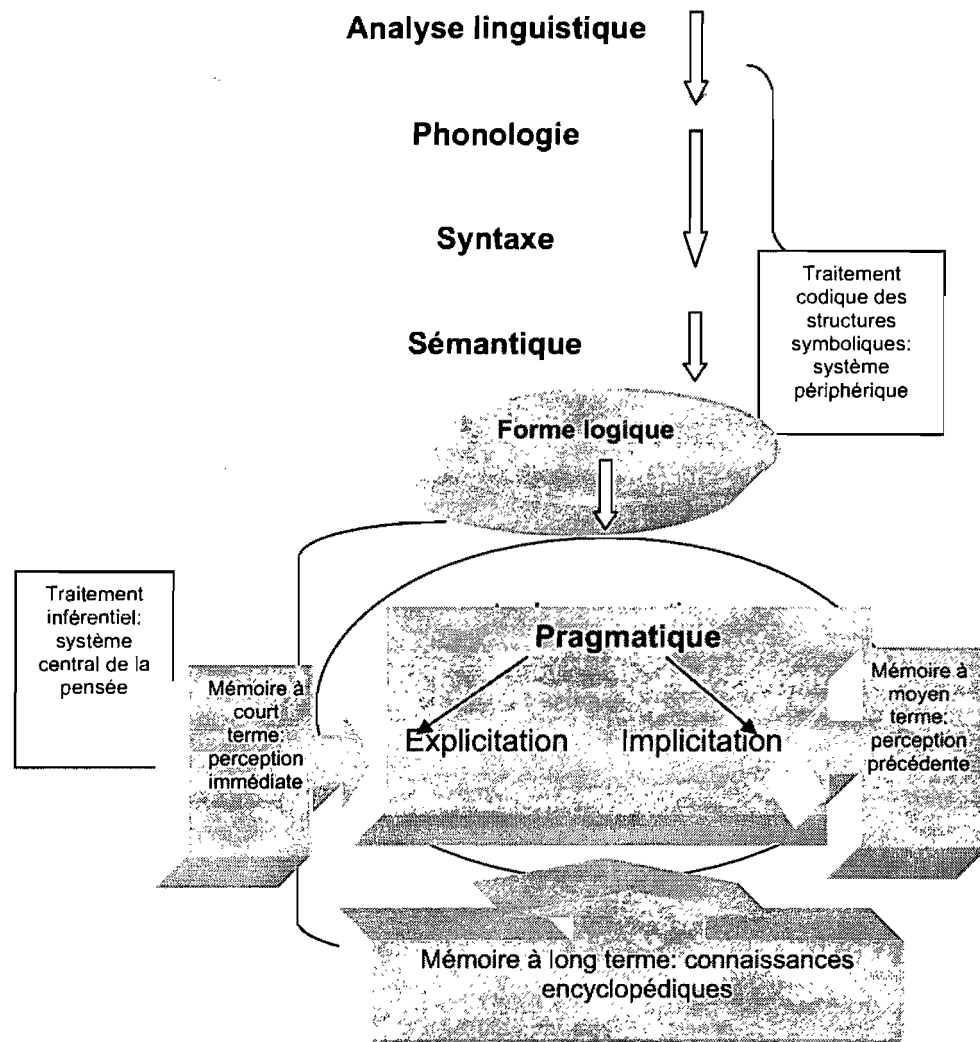 Analyse linguistique
Phonologie
Syntaxe
Sémantique
Traitement
codique des
structures
symboliques:
système
périphérique
Forme logique
Traitement
inférentiel:
système
central de la
pensée
Pragmatique
Explicitation
Implicitation
Mémoire à
court
terme:
perception
immédiate
Mémoire à
moyen
terme:
perception
précédente
Mémoire à long terme: connaissances
encyclopédiques